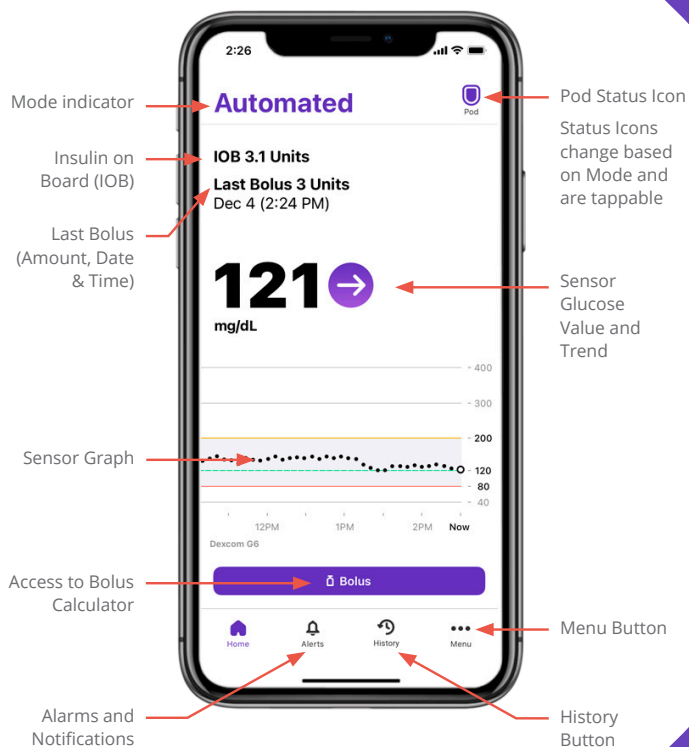 2:26
Automated
Pod
IOB 3.1 Units
Last Bolus 3 Units
Dec 4 (2:24 PM)
121
mg/dL
400
300
200
120
80
40
12PM 1PM 2PM Now
Dexcom G6
Bolus
Home Alerts History Menu
Mode indicator
Insulin on
Board (IOB)
Last Bolus
(Amount, Date
& Time)
Sensor Graph
Access to Bolus
Calculator
Alarms and
Notifications
Pod Status Icon
Status Icons
change based
on Mode and
are tappable
Sensor
Glucose
Value and
Trend
Menu Button
History
Button